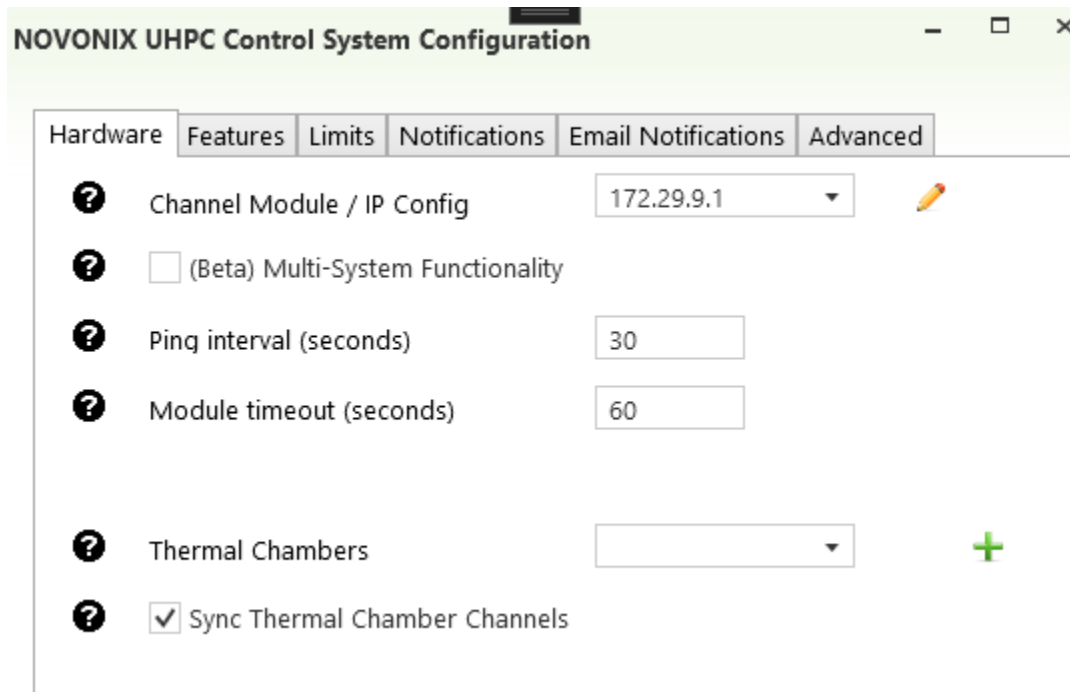 NOVONIX UHPC Control System Configuration
Hardware Features Limits Notifications Email Notifications Advanced
Channel Module / IP Config 172.29.9.1
(Beta) Multi-System Functionality
Ping interval (seconds) 30
Module timeout (seconds) 60
Thermal Chambers
Sync Thermal Chamber Channels